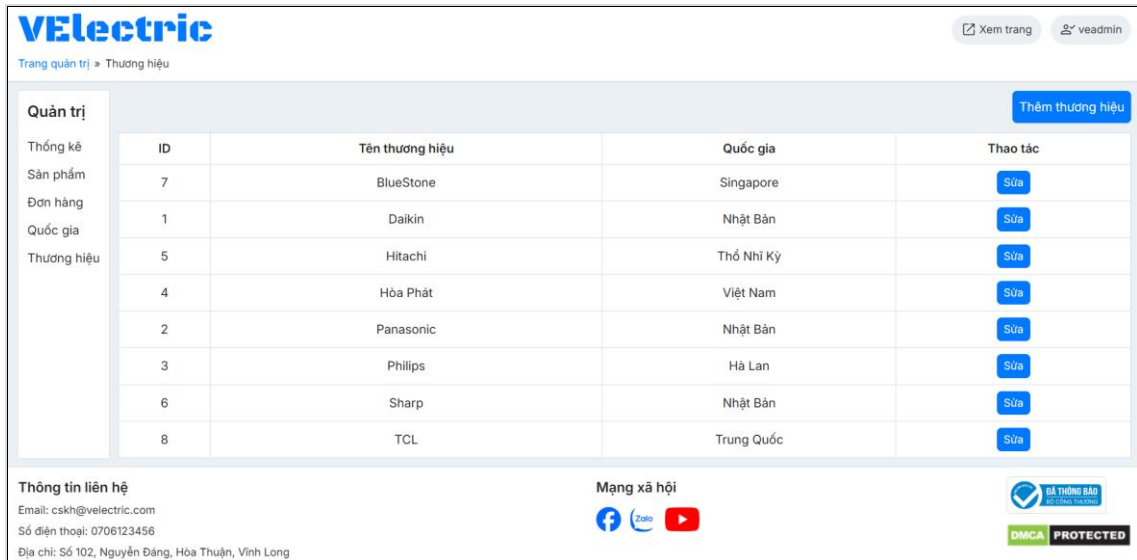 VElectric
Xem trang veadmin
Trang quản trị » Thương hiệu
Quản trị
Thống kê
Sản phẩm
Đơn hàng
Quốc gia
Thương hiệu
Thêm thương hiệu
ID Tên thương hiệu Quốc gia Thao tác
7 BlueStone Singapore Sửa
1 Daikin Nhật Bản Sửa
5 Hitachi Thổ Nhĩ Kỳ Sửa
4 Hòa Phát Việt Nam Sửa
2 Panasonic Nhật Bản Sửa
3 Philips Hà Lan Sửa
6 Sharp Nhật Bản Sửa
8 TCL Trung Quốc Sửa
Thông tin liên hệ
Email: cskh@velectric.com
Số điện thoại: 0706123456
Địa chỉ: Số 102, Nguyễn Đáng, Hòa Thuận, Vĩnh Long
Mạng xã hội
Zalo
ĐÃ THÔNG BÁO
BỘ CÔNG THƯƠNG
DMCA PROTECTED